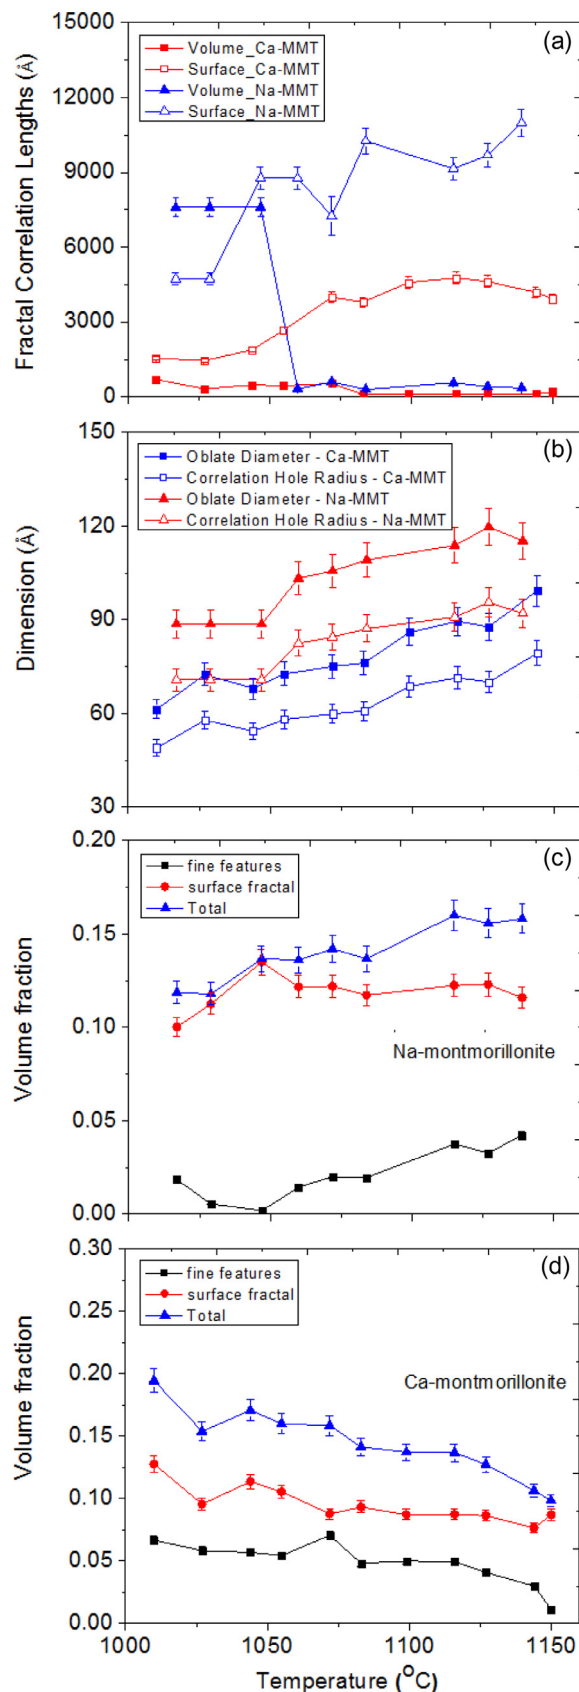 15000
12000
9000
6000
3000
0
Fractal Correlation Lengths (Å)
(a)
Volume_Ca-MMT
Surface_Ca-MMT
Volume_Na-MMT
Surface_Na-MMT
150
120
90
60
30
Dimension (Å)
(b)
Oblate Diameter - Ca-MMT
Correlation Hole Radius - Ca-MMT
Oblate Diameter - Na-MMT
Correlation Hole Radius - Na-MMT
0.20
0.15
0.10
0.05
0.00
Volume fraction
(c)
fine features
surface fractal
Total
Na-montmorillonite
0.30
0.25
0.20
0.15
0.10
0.05
0.00
Volume fraction
(d)
fine features
surface fractal
Total
Ca-montmorillonite
1000 1050 1100 1150
Temperature (°C)